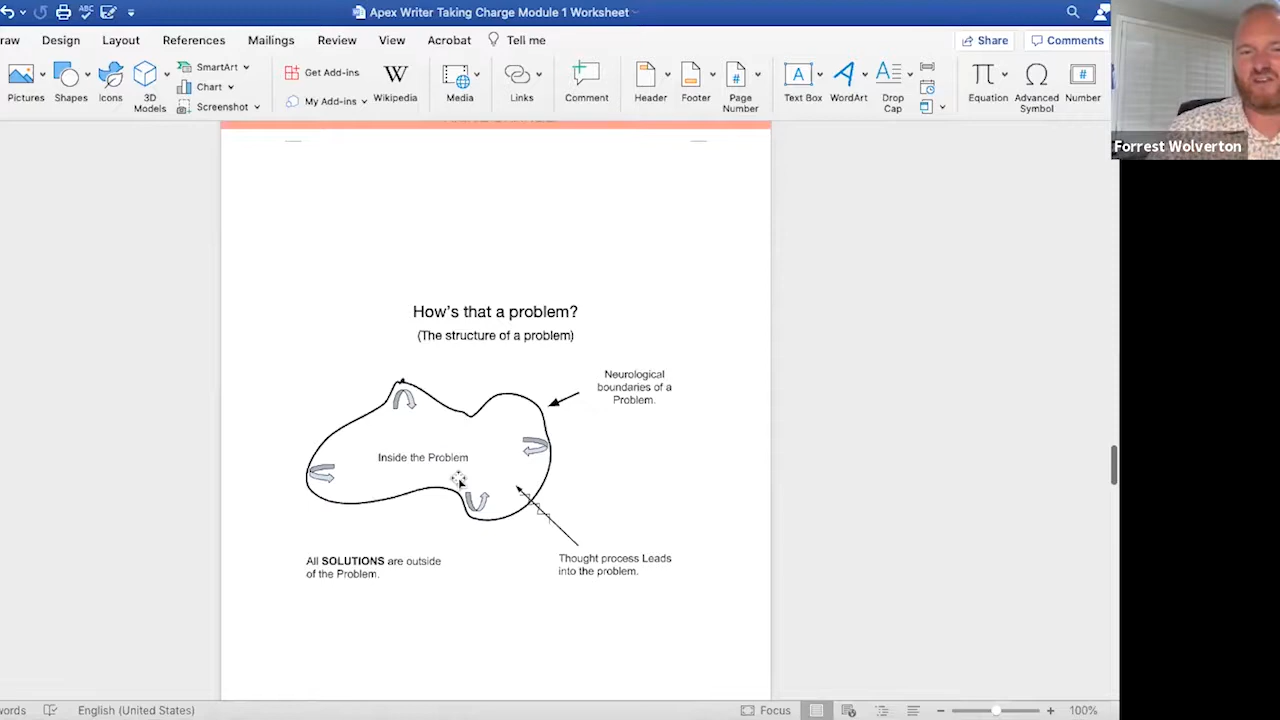 Apex Writer Taking Charge Module 1 Worksheet
raw Design Layout References Mailings Review View Acrobat Tell me Share Comments
Pictures
Shapes
Icons
3D
Models
SmartArt
Chart
Screenshot
Get Add-ins
My Add-ins
W
Wikipedia
Media
Links
Comment
Header
Footer
Page
Number
Text Box
WordArt
Drop
Cap
Equation
Advanced
Symbol
Number
Forrest Wolverton
How's that a problem?
(The structure of a problem)
Neurological
boundaries of a
Problem.
Inside the Problem
All SOLUTIONS are outside
of the Problem.
Thought process Leads
into the problem.
words English (United States) Focus 100%